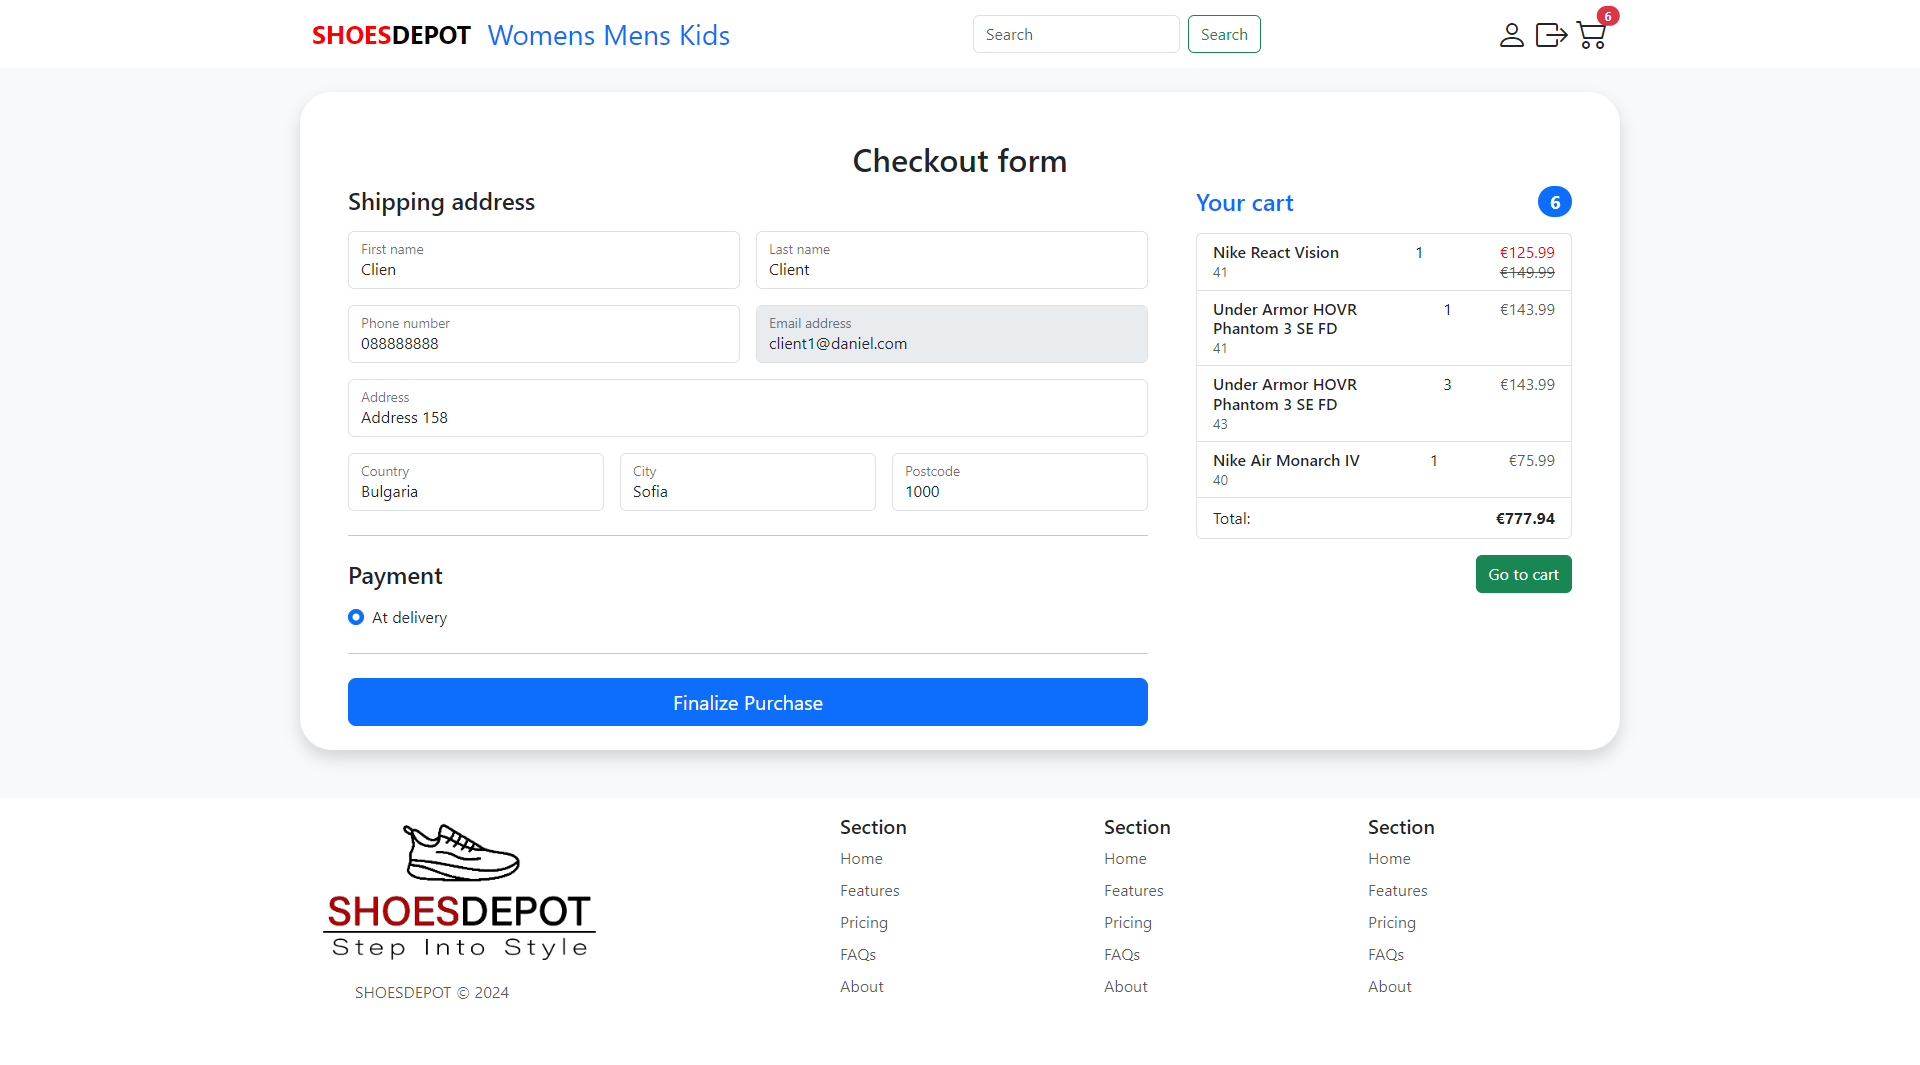 SHOESDEPOT Womens Mens Kids Search Search 6
Checkout form
Shipping address
First name
Clien
Last name
Client
Phone number
088888888
Email address
client1@daniel.com
Address
Address 158
Country
Bulgaria
City
Sofia
Postcode
1000
Payment
At delivery
Finalize Purchase
Your cart 6
Nike React Vision 1 €125.99
41 €149.99
Under Armor HOVR 1 €143.99
Phantom 3 SE FD
41
Under Armor HOVR 3 €143.99
Phantom 3 SE FD
43
Nike Air Monarch IV 1 €75.99
40
Total: €777.94
Go to cart
SHOESDEPOT
Step Into Style
SHOESDEPOT © 2024
Section
Home
Features
Pricing
FAQs
About
Section
Home
Features
Pricing
FAQs
About
Section
Home
Features
Pricing
FAQs
About